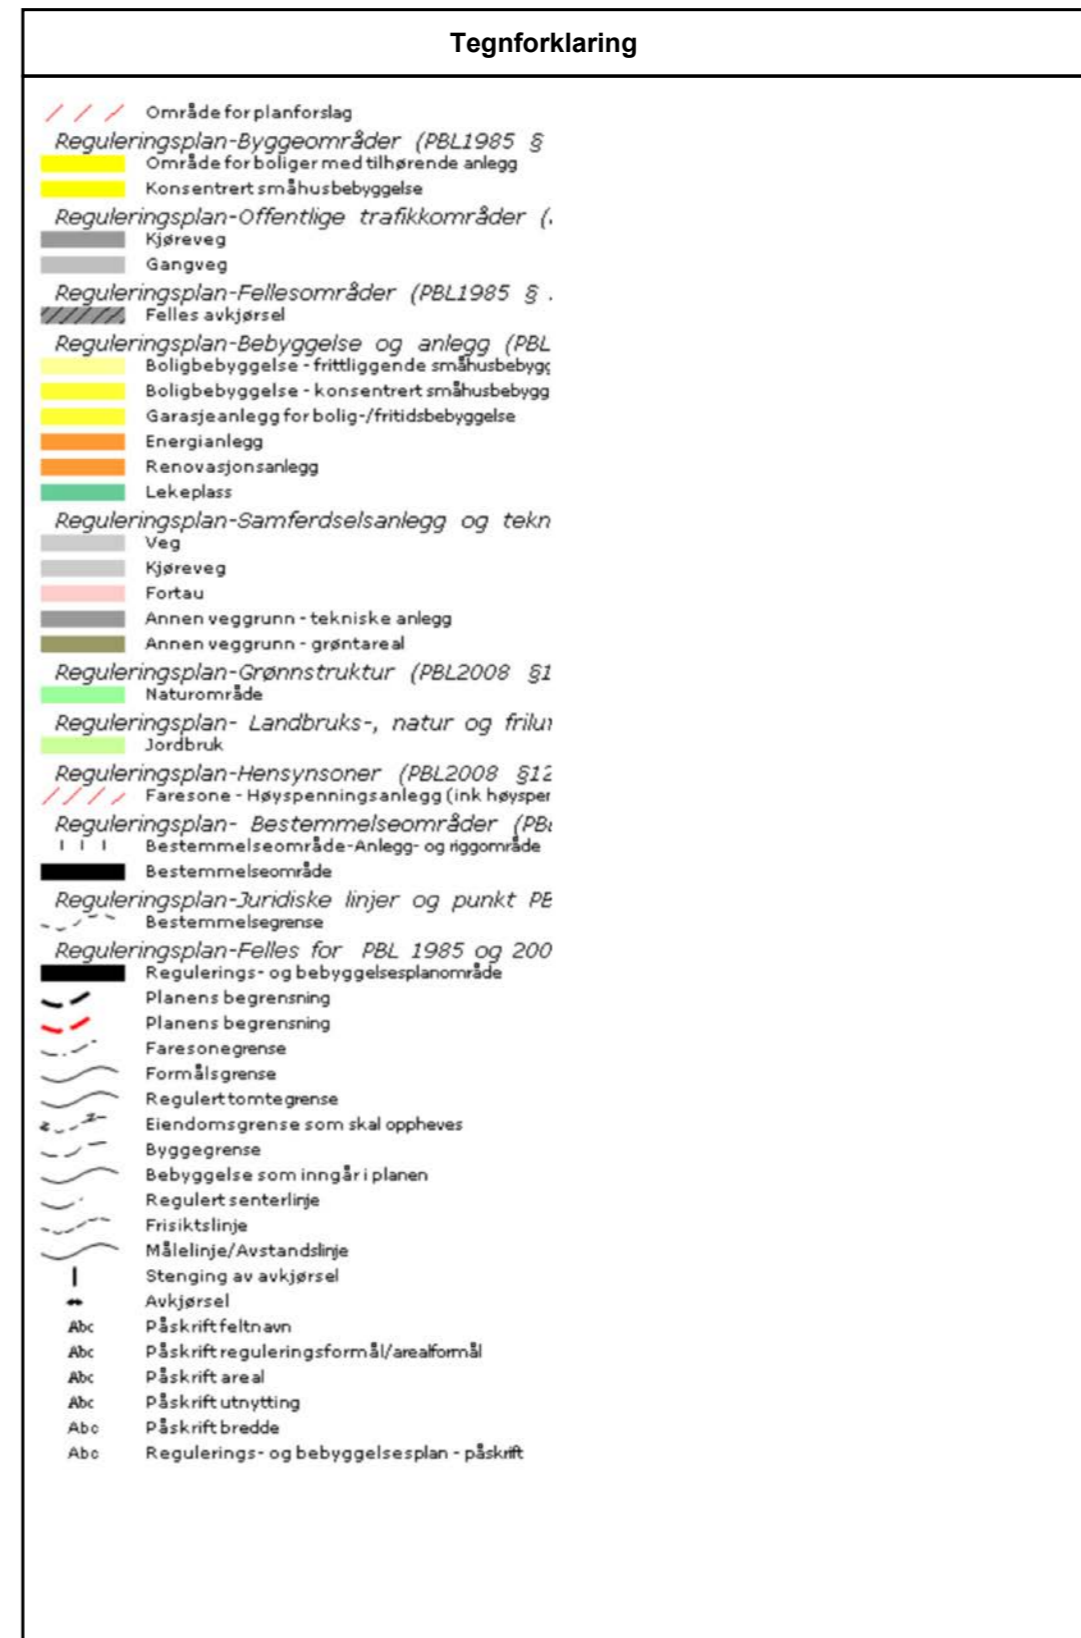 Tegnforklaring
Område for planforslag
Reguleringsplan-Byggeområder (PBL1985 §
Område for boliger med tilhørende anlegg
Konsentrert småhusbebyggelse
Reguleringsplan-Offentlige trafikkområder (
Kjøreveg
Gangveg
Reguleringsplan-Fellesområder (PBL1985 §
Felles avkjørsel
Reguleringsplan-Bebyggelse og anlegg (PBL
Boligbebyggelse - frittliggende småhusbebygg
Boligbebyggelse - konsentrert småhusbebygg
Garasjeanlegg for bolig-/fritidsbebyggelse
Energianlegg
Renovasjonsanlegg
Lekeplass
Reguleringsplan-Samferdselsanlegg og tekn
Veg
Kjøreveg
Fortau
Annen veggrunn - tekniske anlegg
Annen veggrunn - grøntareal
Reguleringsplan-Grønnstruktur (PBL2008 §1
Naturområde
Reguleringsplan- Landbruks-, natur og frilu
Jordbruk
Reguleringsplan-Hensynsoner (PBL2008 §12
Faresone - Høyspenningsanlegg (ink høyspen
Reguleringsplan- Bestemmelseområder (PB
Bestemmelseområde-Anlegg- og riggområde
Bestemmelseområde
Reguleringsplan-Juridiske linjer og punkt PB
Bestemmelsegrense
Reguleringsplan-Felles for PBL 1985 og 200
Regulerings- og bebyggelsesplanområde
Planens begrensning
Planens begrensning
Faresonegrense
Formålsgrense
Regulert tomtegrense
Eiendomsgrense som skal oppheves
Byggegrense
Bebyggelse som inngår i planen
Regulert senterlinje
Frisiktslinje
Målelinje/Avstandslinje
Stenging av avkjørsel
Avkjørsel
Abc Påskrift feltnavn
Abc Påskrift reguleringsformål/arealformål
Abc Påskrift areal
Abc Påskrift utnytting
Abc Påskrift bredde
Abc Regulerings- og bebyggelsesplan - påskrift